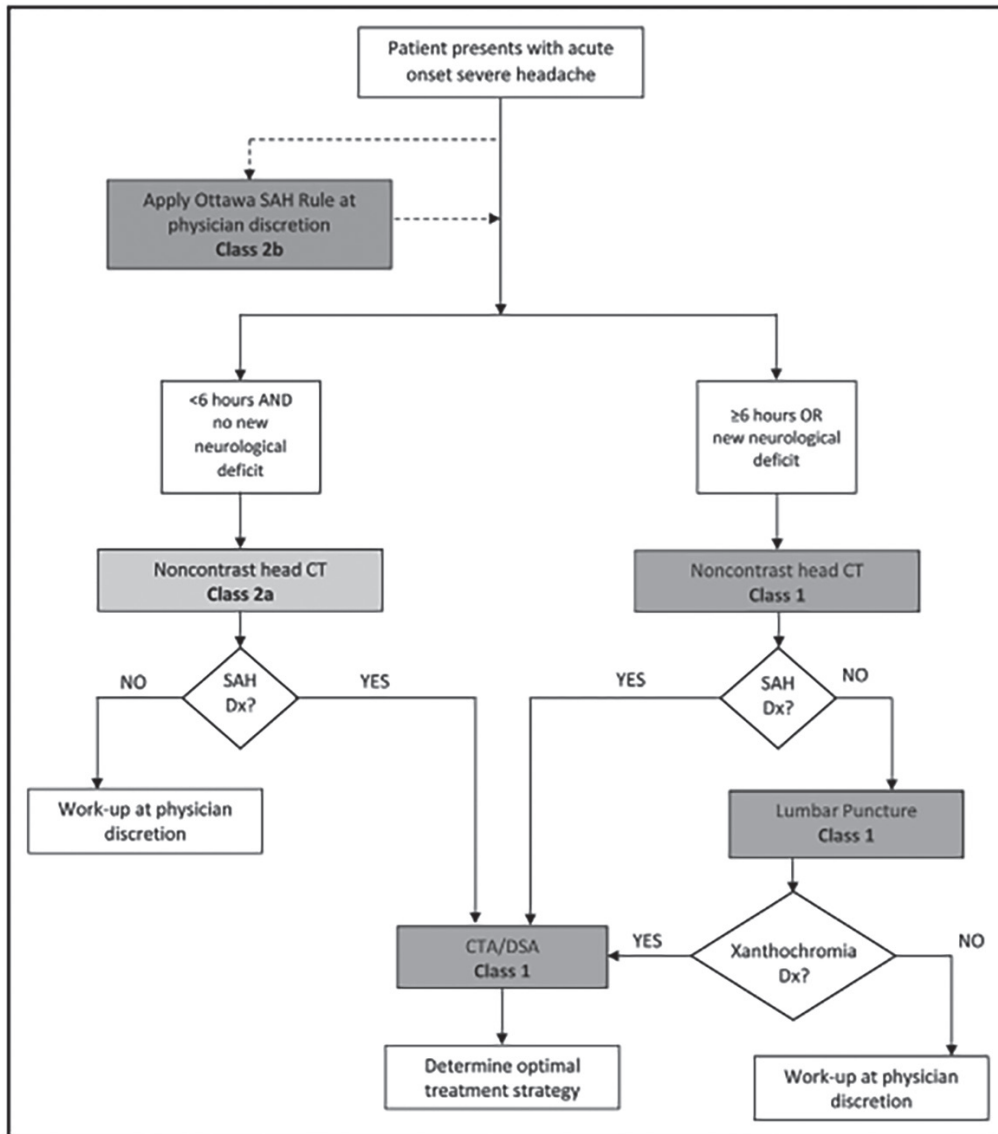 Patient presents with acute
onset severe headache
Apply Ottawa SAH Rule at
physician discretion
Class 2b
<6 hours AND
no new
neurological
deficit
≥6 hours OR
new neurological
deficit
Noncontrast head CT
Class 2a
Noncontrast head CT
Class 1
NO
SAH
Dx?
YES
YES
SAH
Dx?
NO
Work-up at physician
discretion
Lumbar Puncture
Class 1
CTA/DSA
Class 1
YES
Xanthochromia
Dx?
NO
Determine optimal
treatment strategy
Work-up at physician
discretion